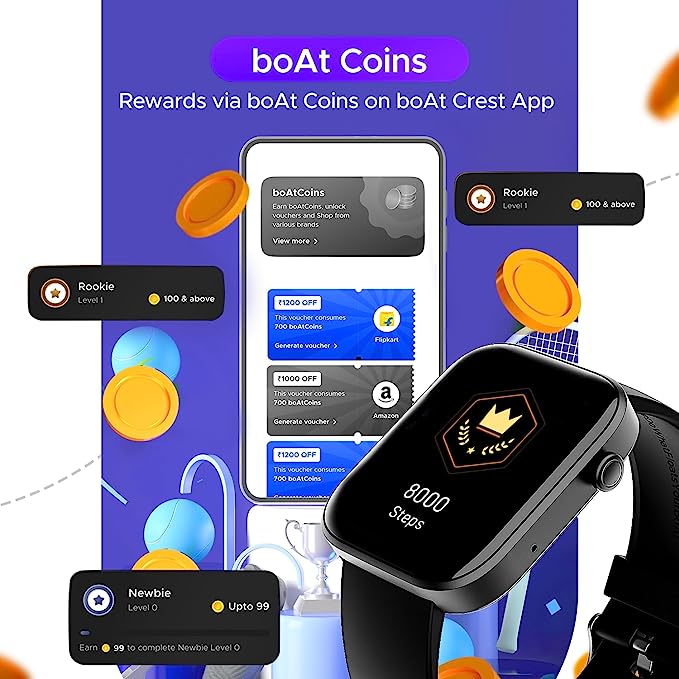 boAt Coins
Rewards via boAt Coins on boAt Crest App
boAtCoins
Earn boAtCoins, unlock
vouchers and Shop from
various brands
View more >
Rookie
Level 1
100 & above
Rookie
Level 1
100 & above
₹1200 OFF
This voucher consumes
700 boAtCoins
Generate voucher >
Flipkart
₹1000 OFF
This voucher consumes
700 boAtCoins
Generate voucher >
a
Amazon
₹1200 OFF
This voucher consumes
700 boAtCoins
Generate voucher
8000
Steps
Newbie
Level 0
Upto 99
Earn 99 to complete Newbie Level 0